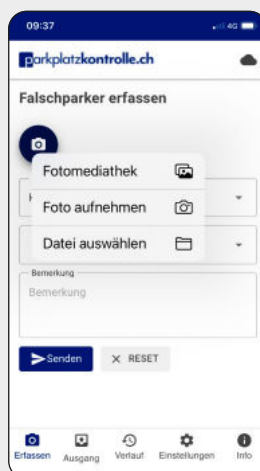 09:37
4G
parkplatzkontrolle.ch
Falschparker erfassen
Fotomediathek
Foto aufnehmen
Datei auswählen
Bemerkung
Bemerkung
Senden
RESET
Erfassen
Ausgang
Verlauf
Einstellungen
Info